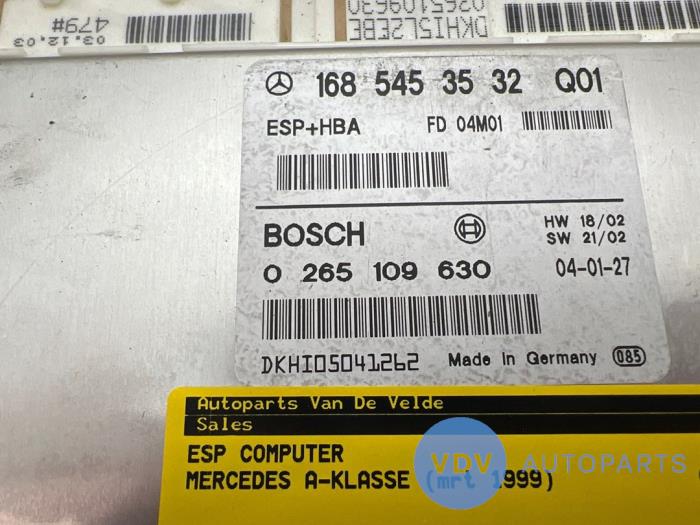 03.12.03
479#
DKHI5L2EBE
0265109630
168 545 35 32 Q01
ESP+HBA FD 04M01
BOSCH HW 18/02
SW 21/02
0 265 109 630 04-01-27
DKHI05041262 Made in Germany 085
Autoparts Van De Velde
Sales
ESP COMPUTER
MERCEDES A-KLASSE (mrt 1999)
VDV AUTOPARTS